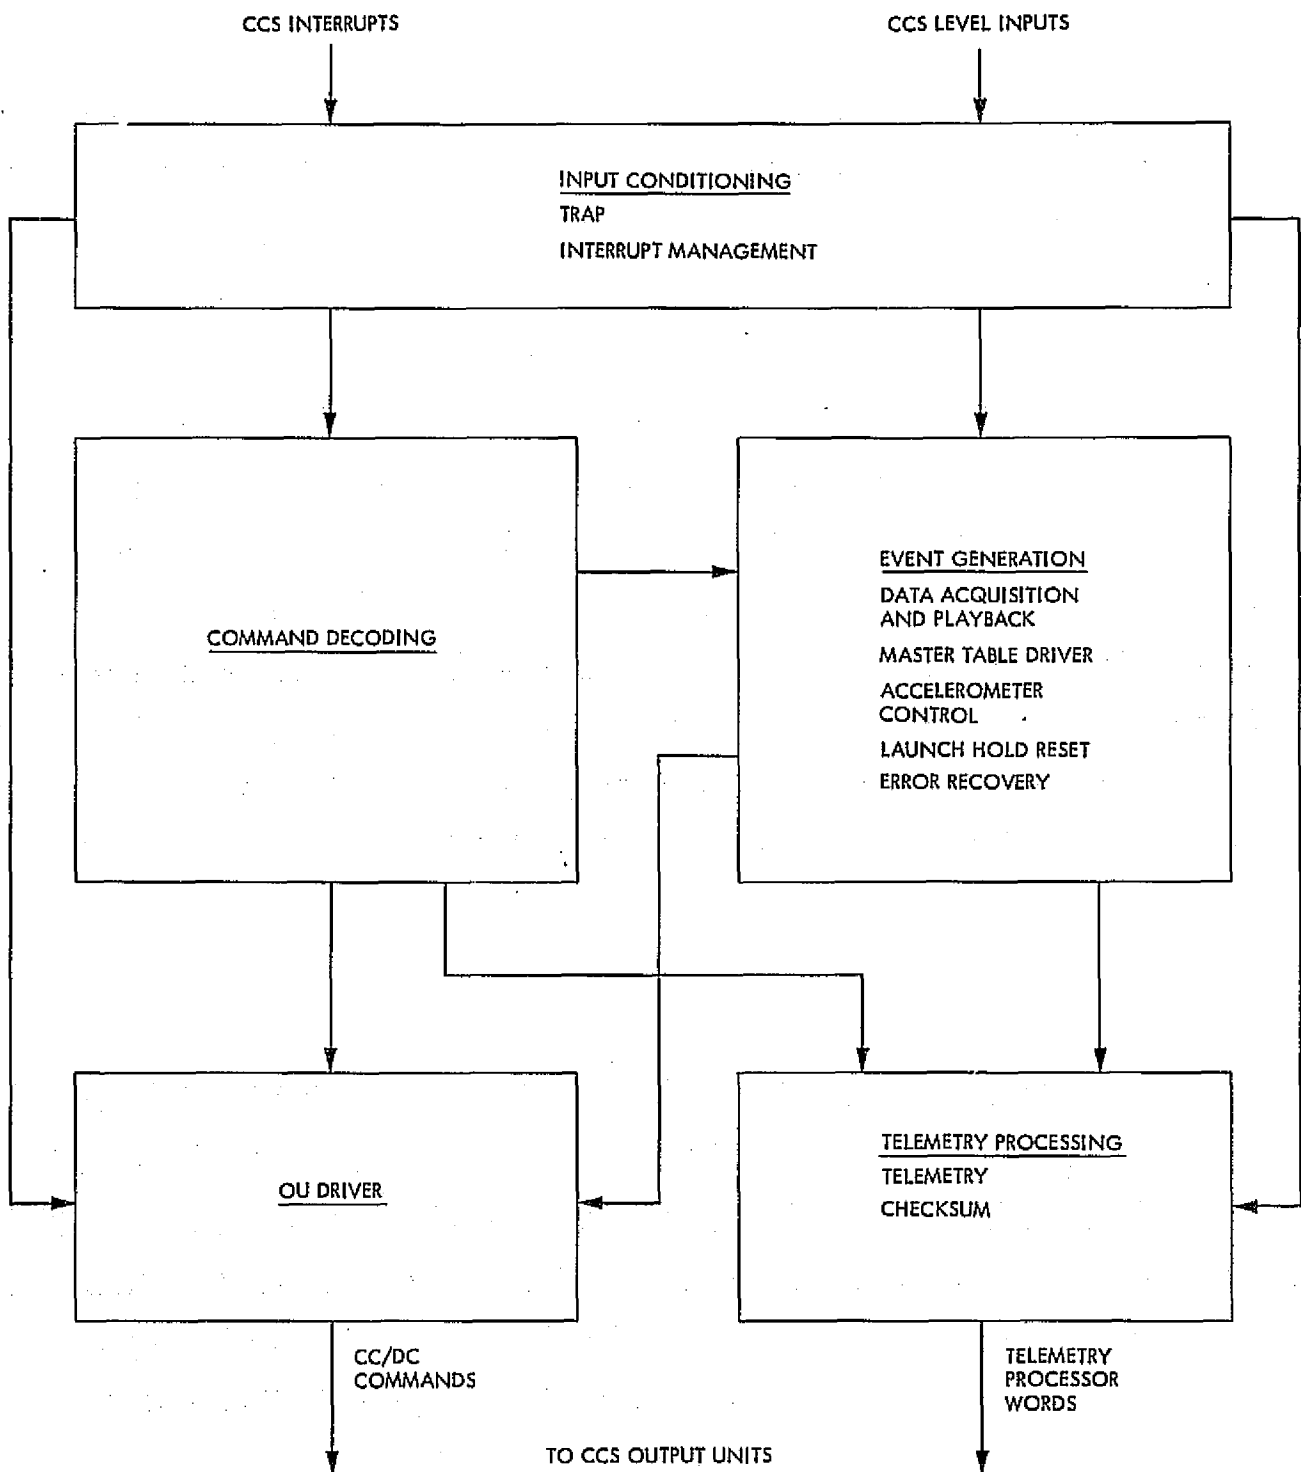 CCS INTERRUPTS
CCS LEVEL INPUTS
INPUT CONDITIONING
TRAP
INTERRUPT MANAGEMENT
COMMAND DECODING
EVENT GENERATION
DATA ACQUISITION
AND PLAYBACK
MASTER TABLE DRIVER
ACCELEROMETER
CONTROL
LAUNCH HOLD RESET
ERROR RECOVERY
OU DRIVER
TELEMETRY PROCESSING
TELEMETRY
CHECKSUM
CC/DC
COMMANDS
TELEMETRY
PROCESSOR
WORDS
TO CCS OUTPUT UNITS